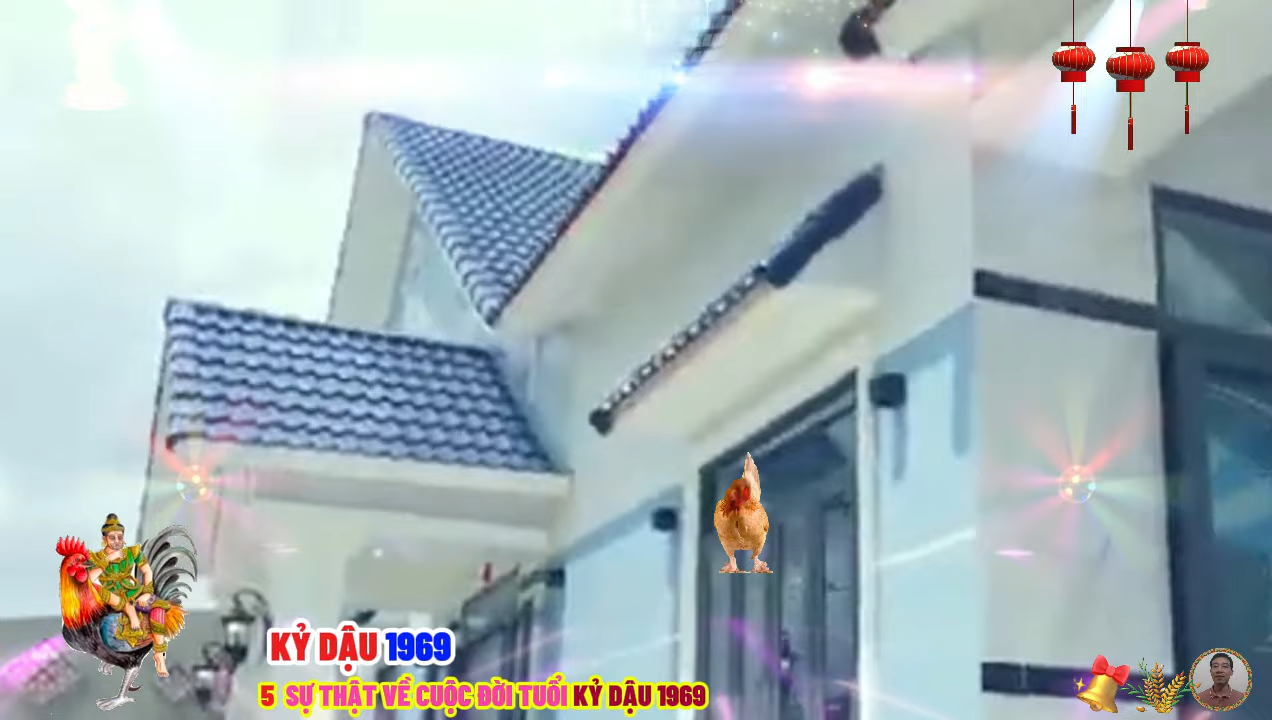 KỶ DẬU 1969
5 SỰ THẬT VỀ CUỘC ĐỜI TUỔI KỶ DẬU 1969